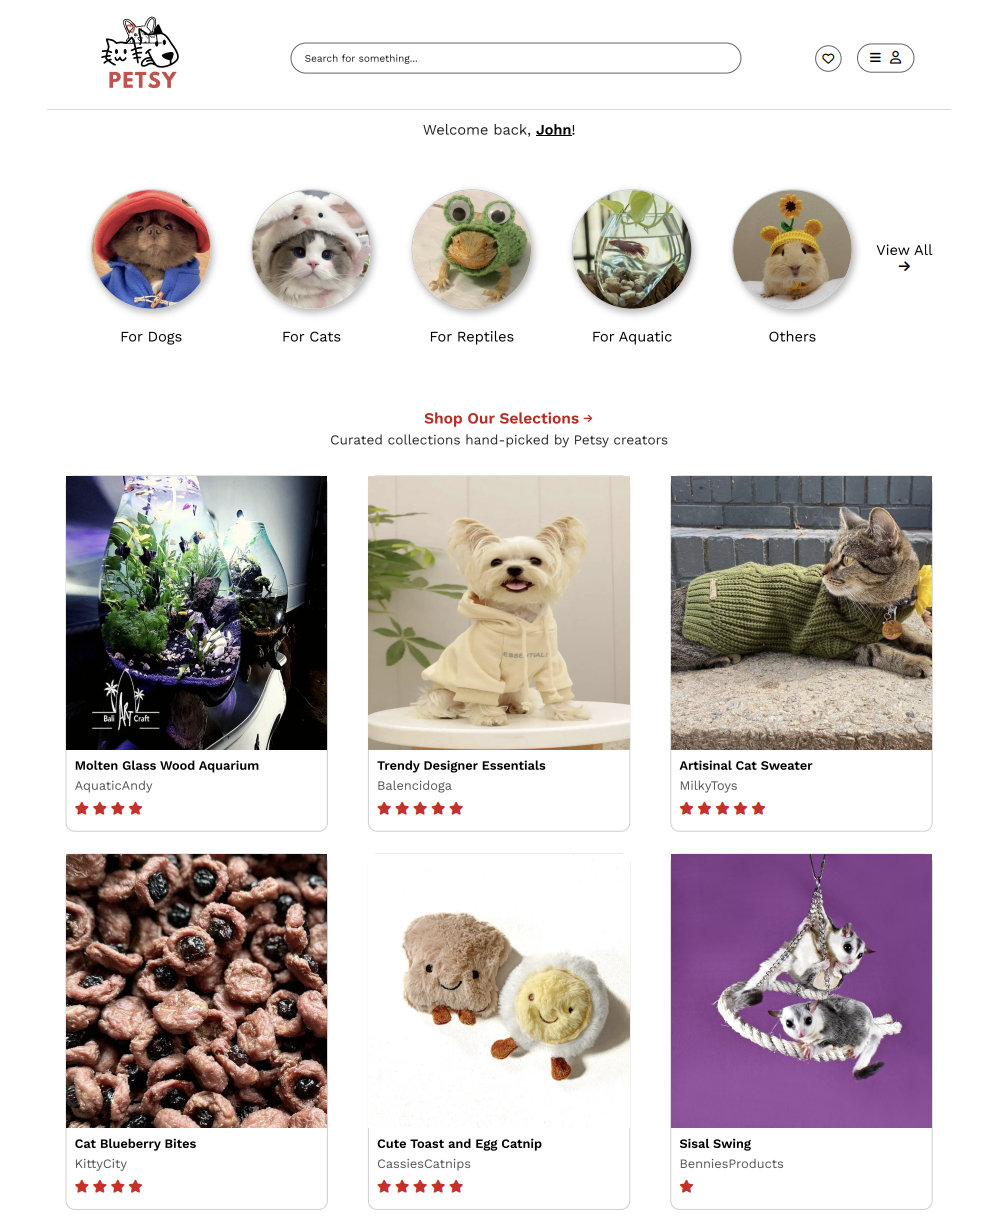 PETSY
Search for something...
Welcome back, John!
For Dogs
For Cats
For Reptiles
For Aquatic
Others
View All
→
Shop Our Selections →
Curated collections hand-picked by Petsy creators
Bali ART Craft
Molten Glass Wood Aquarium
AquaticAndy
ESSENTIALS
Trendy Designer Essentials
Balencidoga
Artisinal Cat Sweater
MilkyToys
Cat Blueberry Bites
KittyCity
Cute Toast and Egg Catnip
CassiesCatnips
Sisal Swing
BenniesProducts